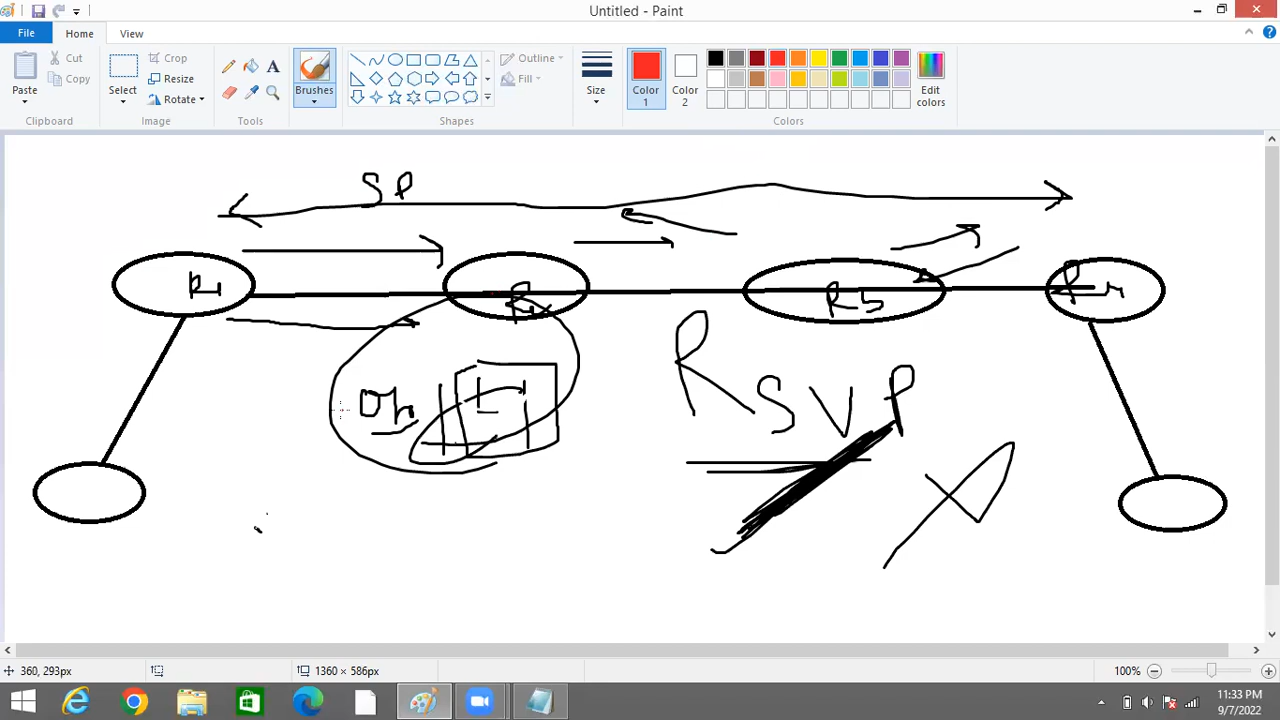 Untitled - Paint
File
Home
View
Paste
Cut
Copy
Clipboard
Select
Crop
Resize
Rotate
Image
Tools
Brushes
Shapes
Outline
Fill
Size
Color
1
Color
2
Edit
colors
Colors
SP
R1
R5
RSVP
360, 293px
1360 × 586px
100%
11:33 PM
9/7/2022